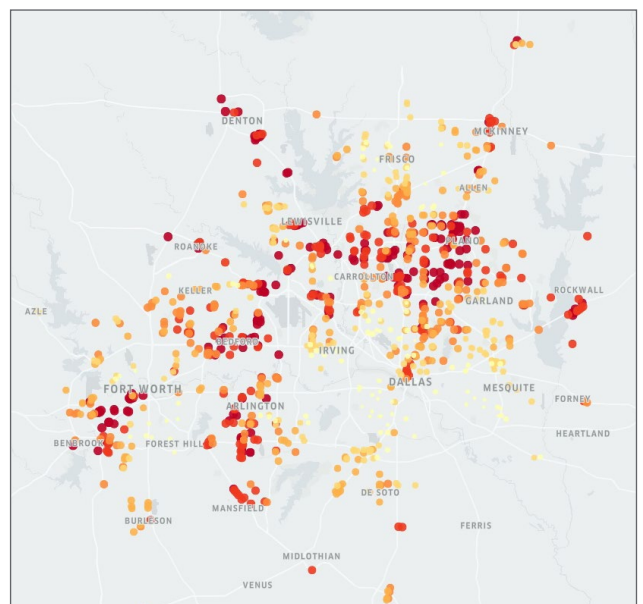 DENTON
MCKINNEY
FRISCO
ALLEN
LEWISVILLE
ROANOKE
PLANO
KELLER
CARROLLTON
ROCKWALL
GARLAND
AZLE
BEDFORD
IRVING
DALLAS
MESQUITE
FORT WORTH
FORNEY
ARLINGTON
HEARTLAND
BENBROOK
FOREST HILL
DE SOTO
MANSFIELD
BURLESON
FERRIS
MIDLOTHIAN
VENUS